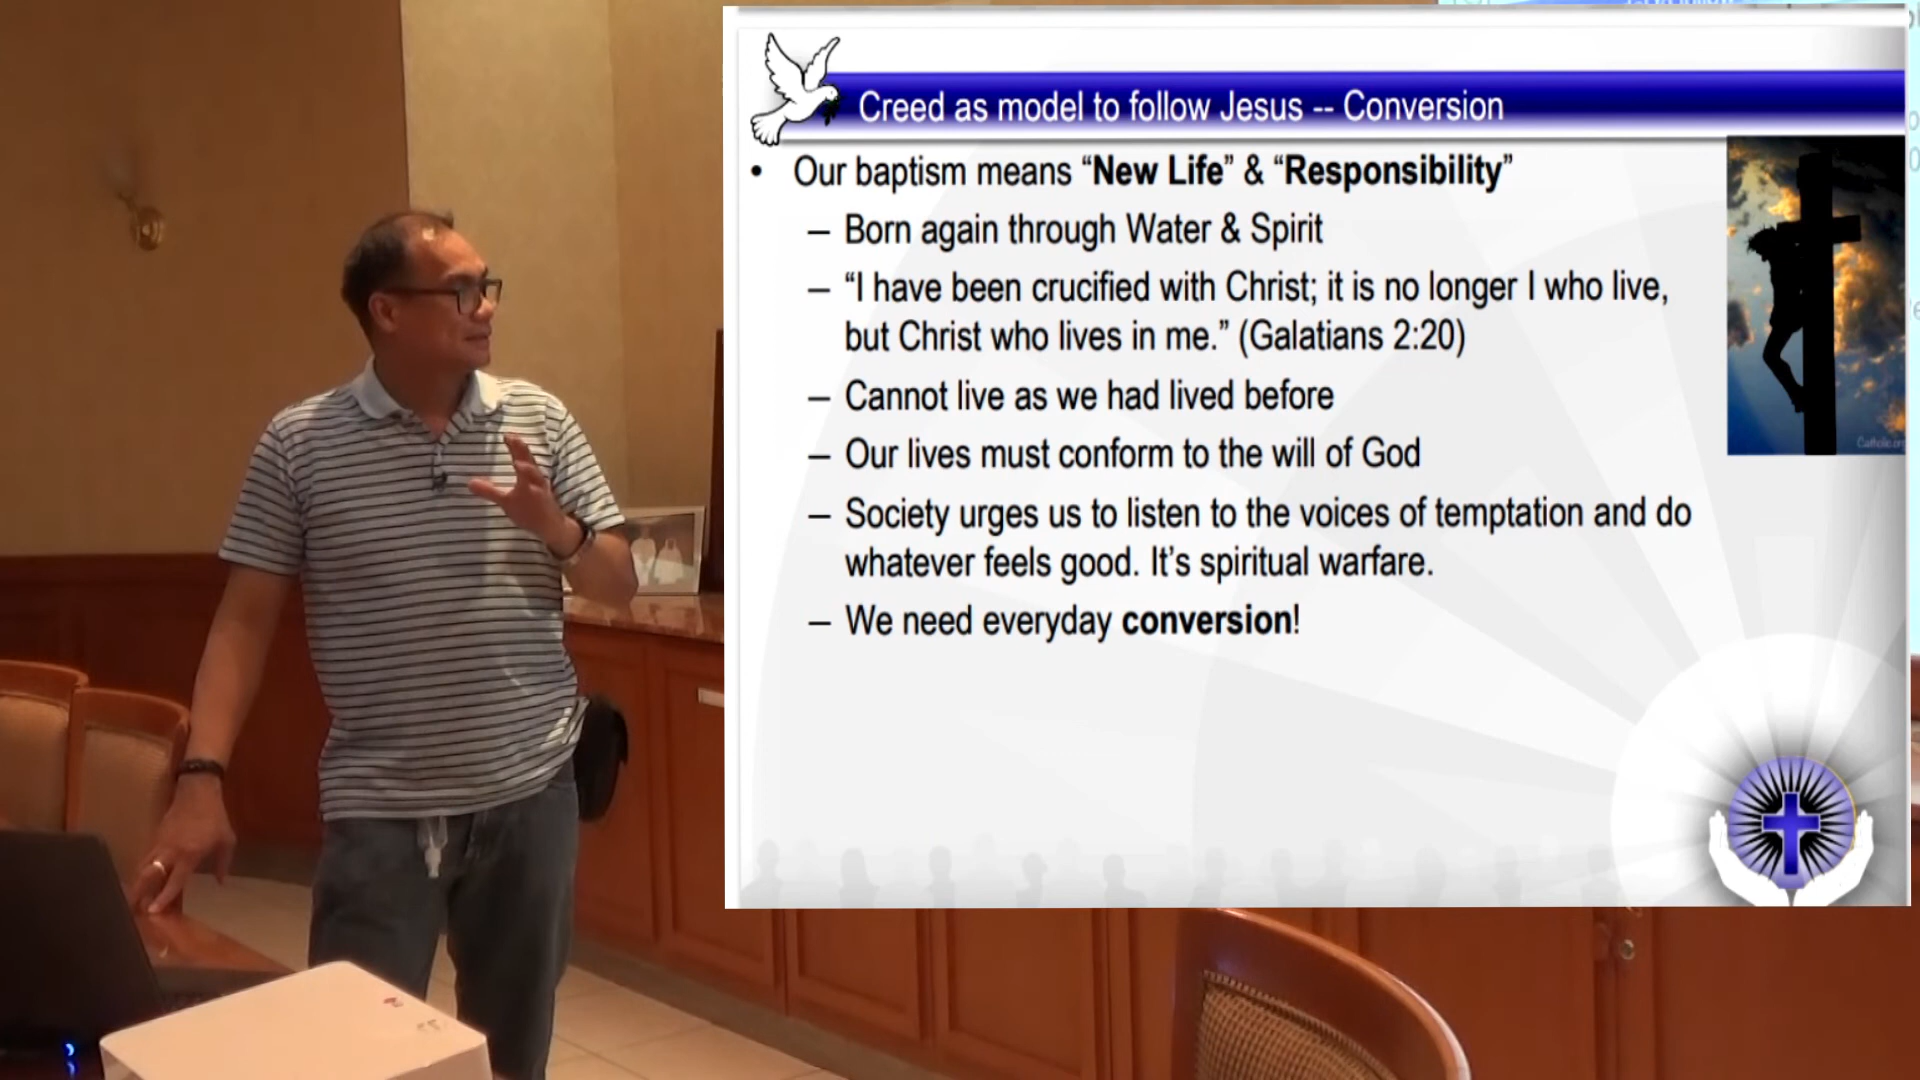 Creed as model to follow Jesus -- Conversion
• Our baptism means “New Life” & “Responsibility”
– Born again through Water & Spirit
– “I have been crucified with Christ; it is no longer I who live,
but Christ who lives in me.” (Galatians 2:20)
– Cannot live as we had lived before
– Our lives must conform to the will of God
– Society urges us to listen to the voices of temptation and do
whatever feels good. It’s spiritual warfare.
– We need everyday conversion!